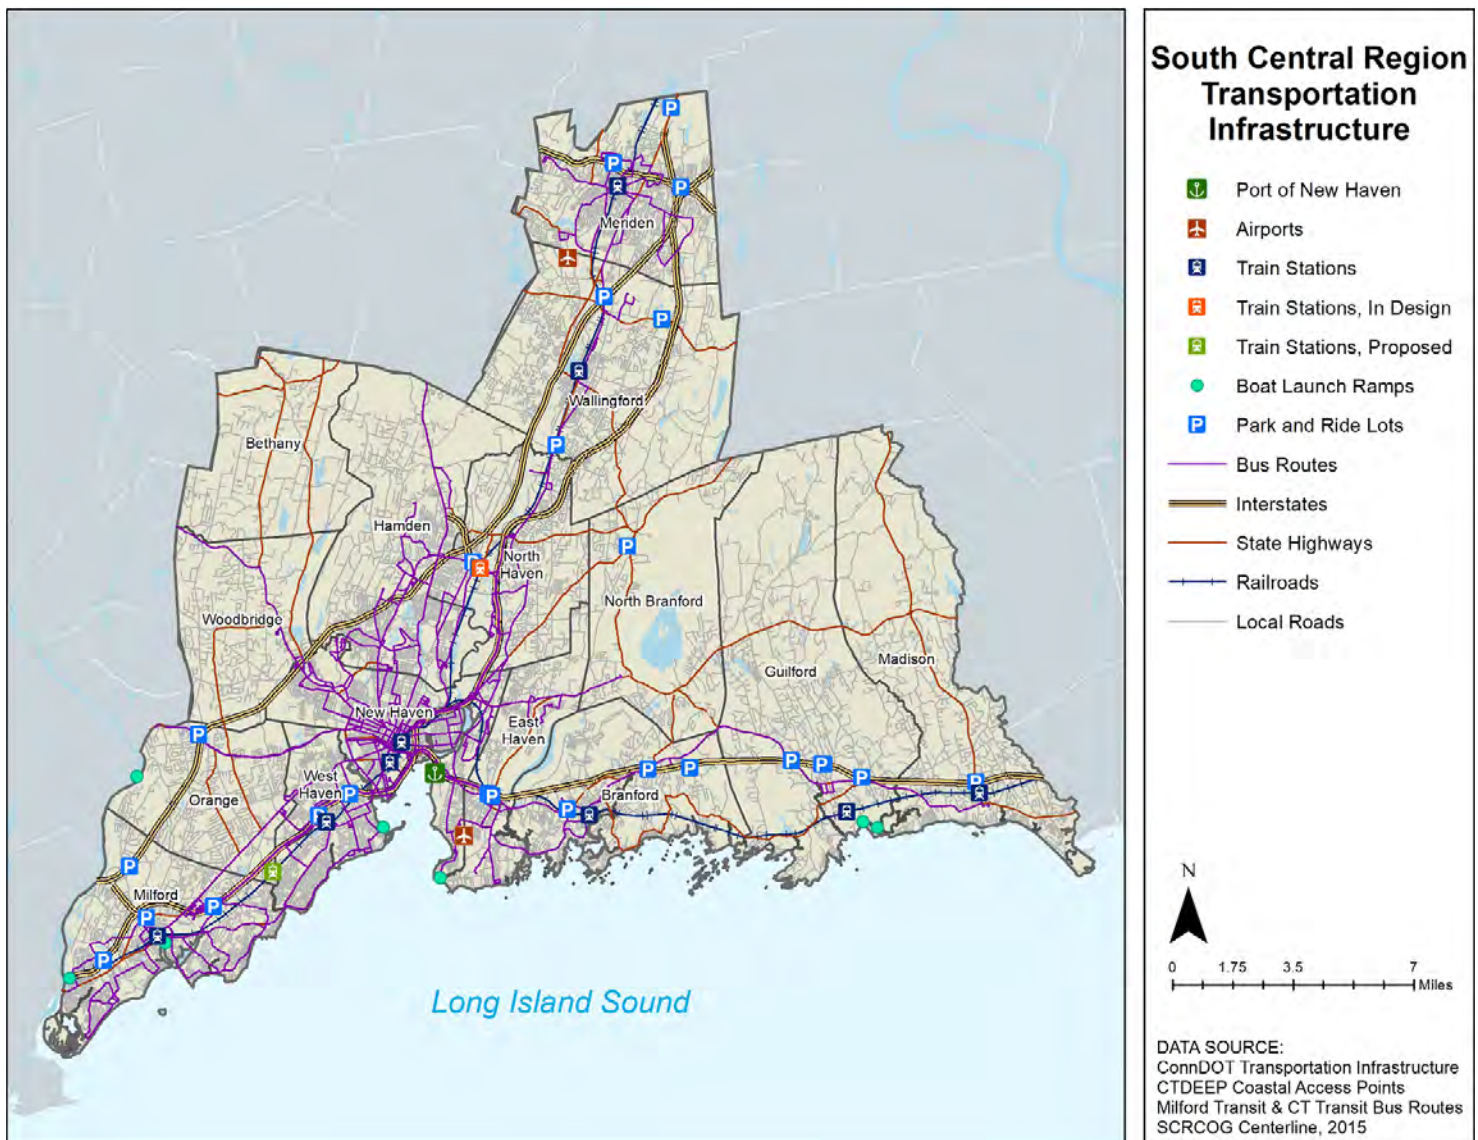 South Central Region
Transportation
Infrastructure
Port of New Haven
Airports
Train Stations
Train Stations, In Design
Train Stations, Proposed
Boat Launch Ramps
P Park and Ride Lots
Bus Routes
Interstates
State Highways
Railroads
Local Roads
N
0 1.75 3.5 7
Miles
DATA SOURCE:
ConnDOT Transportation Infrastructure
CTDEEP Coastal Access Points
Milford Transit & CT Transit Bus Routes
SCRCOG Centerline, 2015
P
P
P
Meriden
P
P
Wallingford
Bethany
P
Hamden
P
North
Haven
P
North Branford
Woodbridge
Guilford
Madison
New Haven
East
Haven
P
West
Haven
Orange
P
P
P
P
Branford
P
P
P
P
P
P
P
P
Milford
P
P
P
Long Island Sound